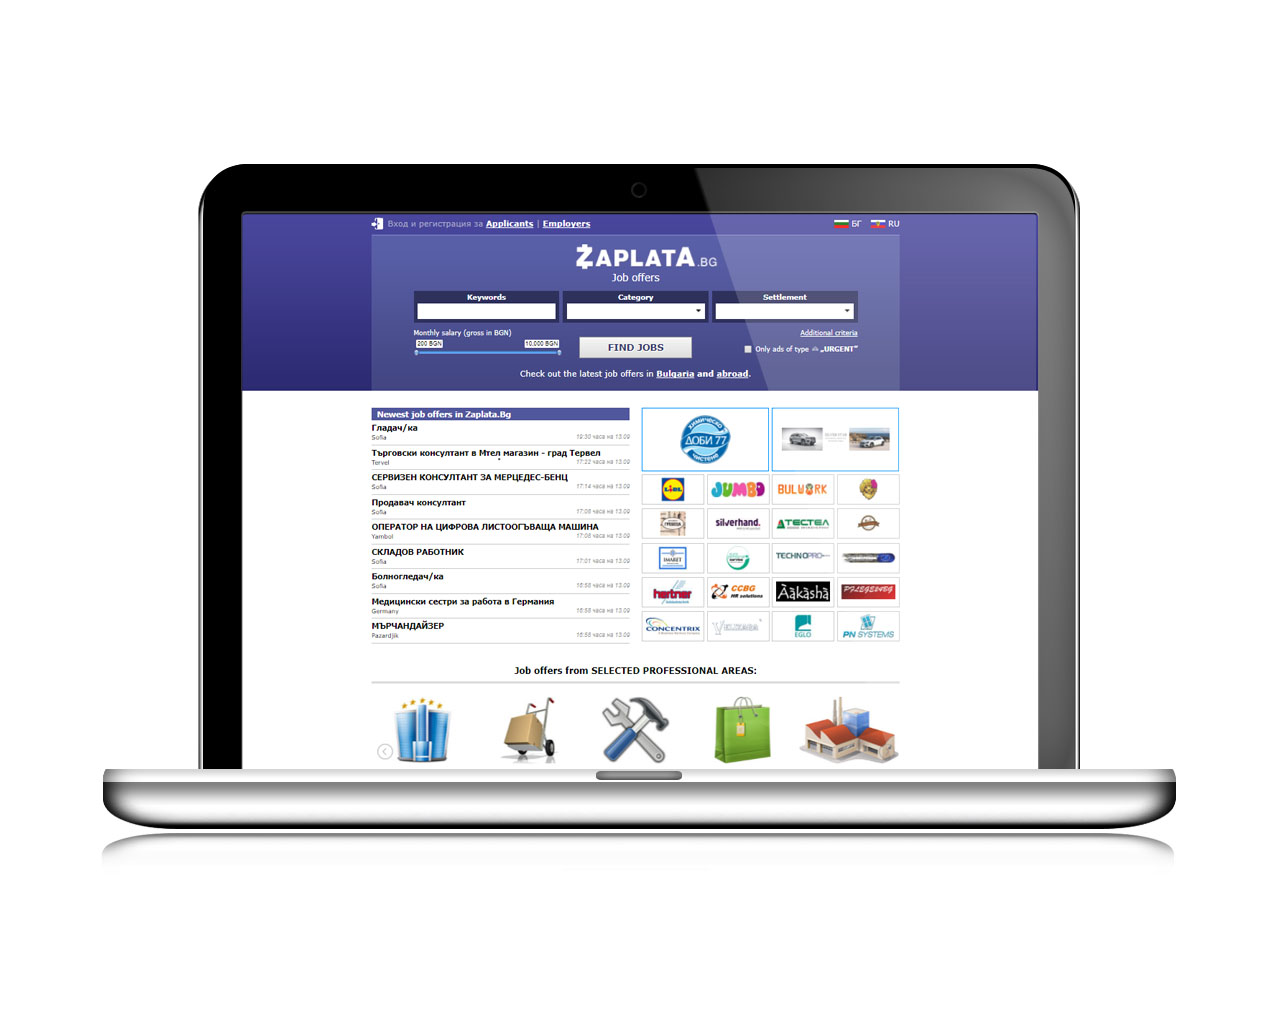 Вход и регистрация за Applicants | Employers
БГ RU
ZAPLATA.BG
Job offers
Keywords Category Settlement
Monthly salary (gross in BGN)
200 BGN 10,000 BGN
FIND JOBS
Additional criteria
Only ads of type „URGENT"
Check out the latest job offers in Bulgaria and abroad.
Newest job offers in Zaplata.Bg
Гладач/ка
Sofia 19:30 часа на 13.09
Търговски консултант в Мтел магазин - град Тервел
Tervel 17:22 часа на 13.09
СЕРВИЗЕН КОНСУЛТАНТ ЗА МЕРЦЕДЕС-БЕНЦ
Sofia 17:14 часа на 13.09
Продавач консултант
Sofia 17:08 часа на 13.09
ОПЕРАТОР НА ЦИФРОВА ЛИСТООГЪВАЩА МАШИНА
Yambol 17:08 часа на 13.09
СКЛАДОВ РАБОТНИК
Sofia 17:01 часа на 13.09
Болногледач/ка
Sofia 16:58 часа на 13.09
Медицински сестри за работа в Германия
Germany 16:58 часа на 13.09
МЪРЧАНДАЙЗЕР
Pazardjik 16:58 часа на 13.09
ХИМИЧЕСКО
ДОБИ 77
ЧИСТЕНЕ
LIDL JUMBO BULWORK
silverhand. TECTEA
IMABET TECHNOPRO
hartner CCBG HR solutions Aakasha PFLEGEWEG
CONCENTRIX EGLO PN SYSTEMS
Job offers from SELECTED PROFESSIONAL AREAS: